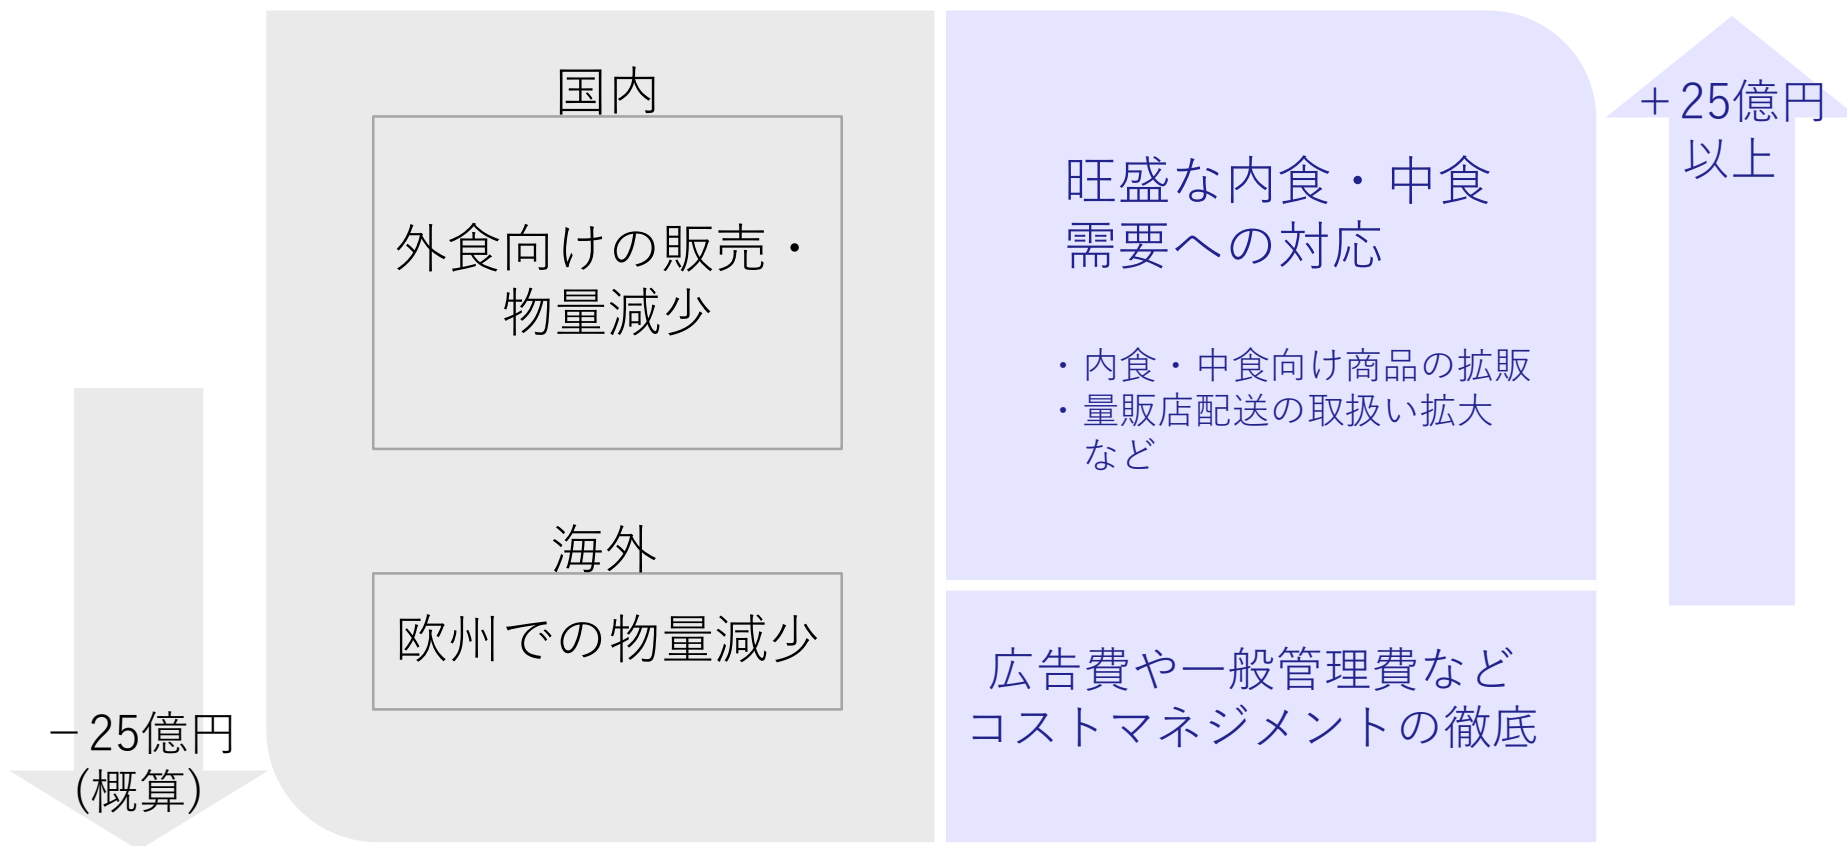 国内
外食向けの販売・
物量減少
海外
欧州での物量減少
－25億円
(概算)
旺盛な内食・中食
需要への対応
・内食・中食向け商品の拡販
・量販店配送の取扱い拡大
など
広告費や一般管理費など
コストマネジメントの徹底
＋25億円
以上